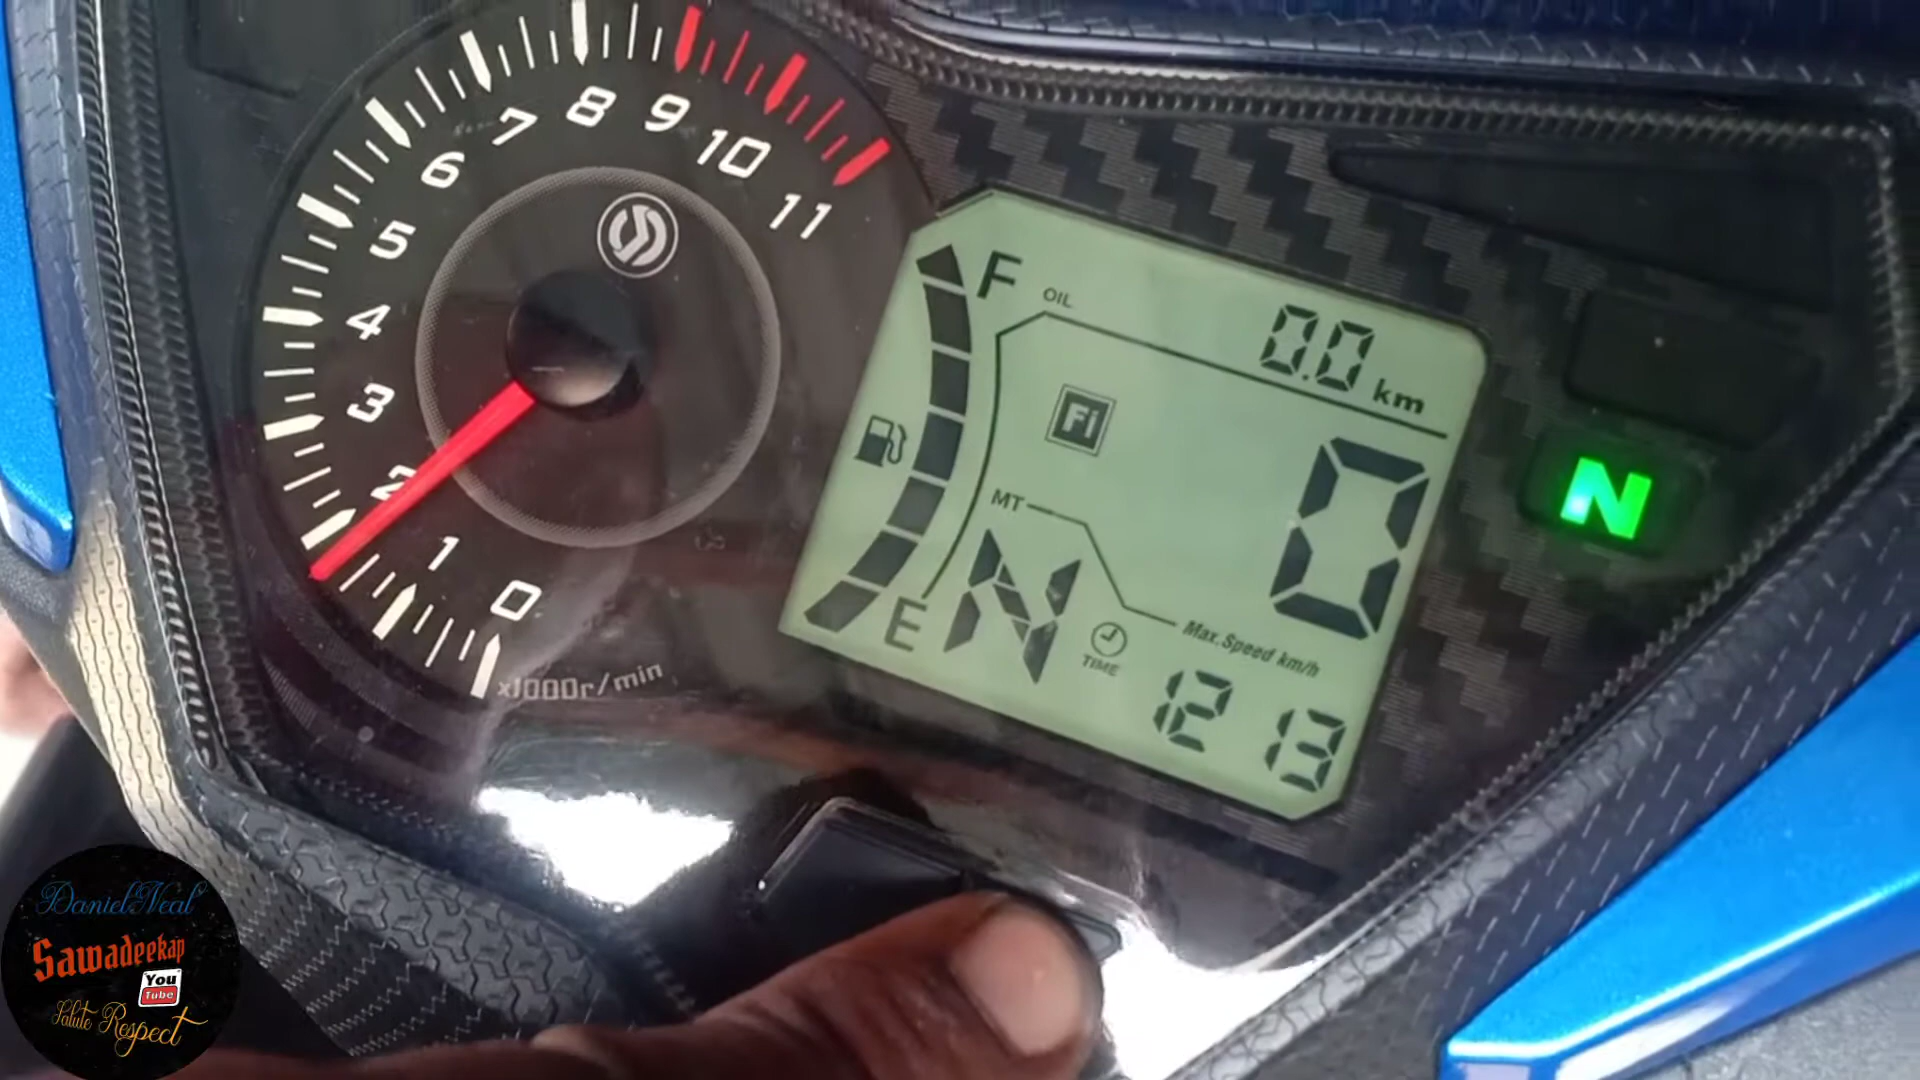 0
1
2
3
4
5
6
7
8
9
10
11
x1000r/min
F
OIL
0.0 km
Fi
0
MT
N
E
TIME
Max.Speed km/h
12 13
N
DanielNeal
Sawadeekap
You
Tube
Salute Respect